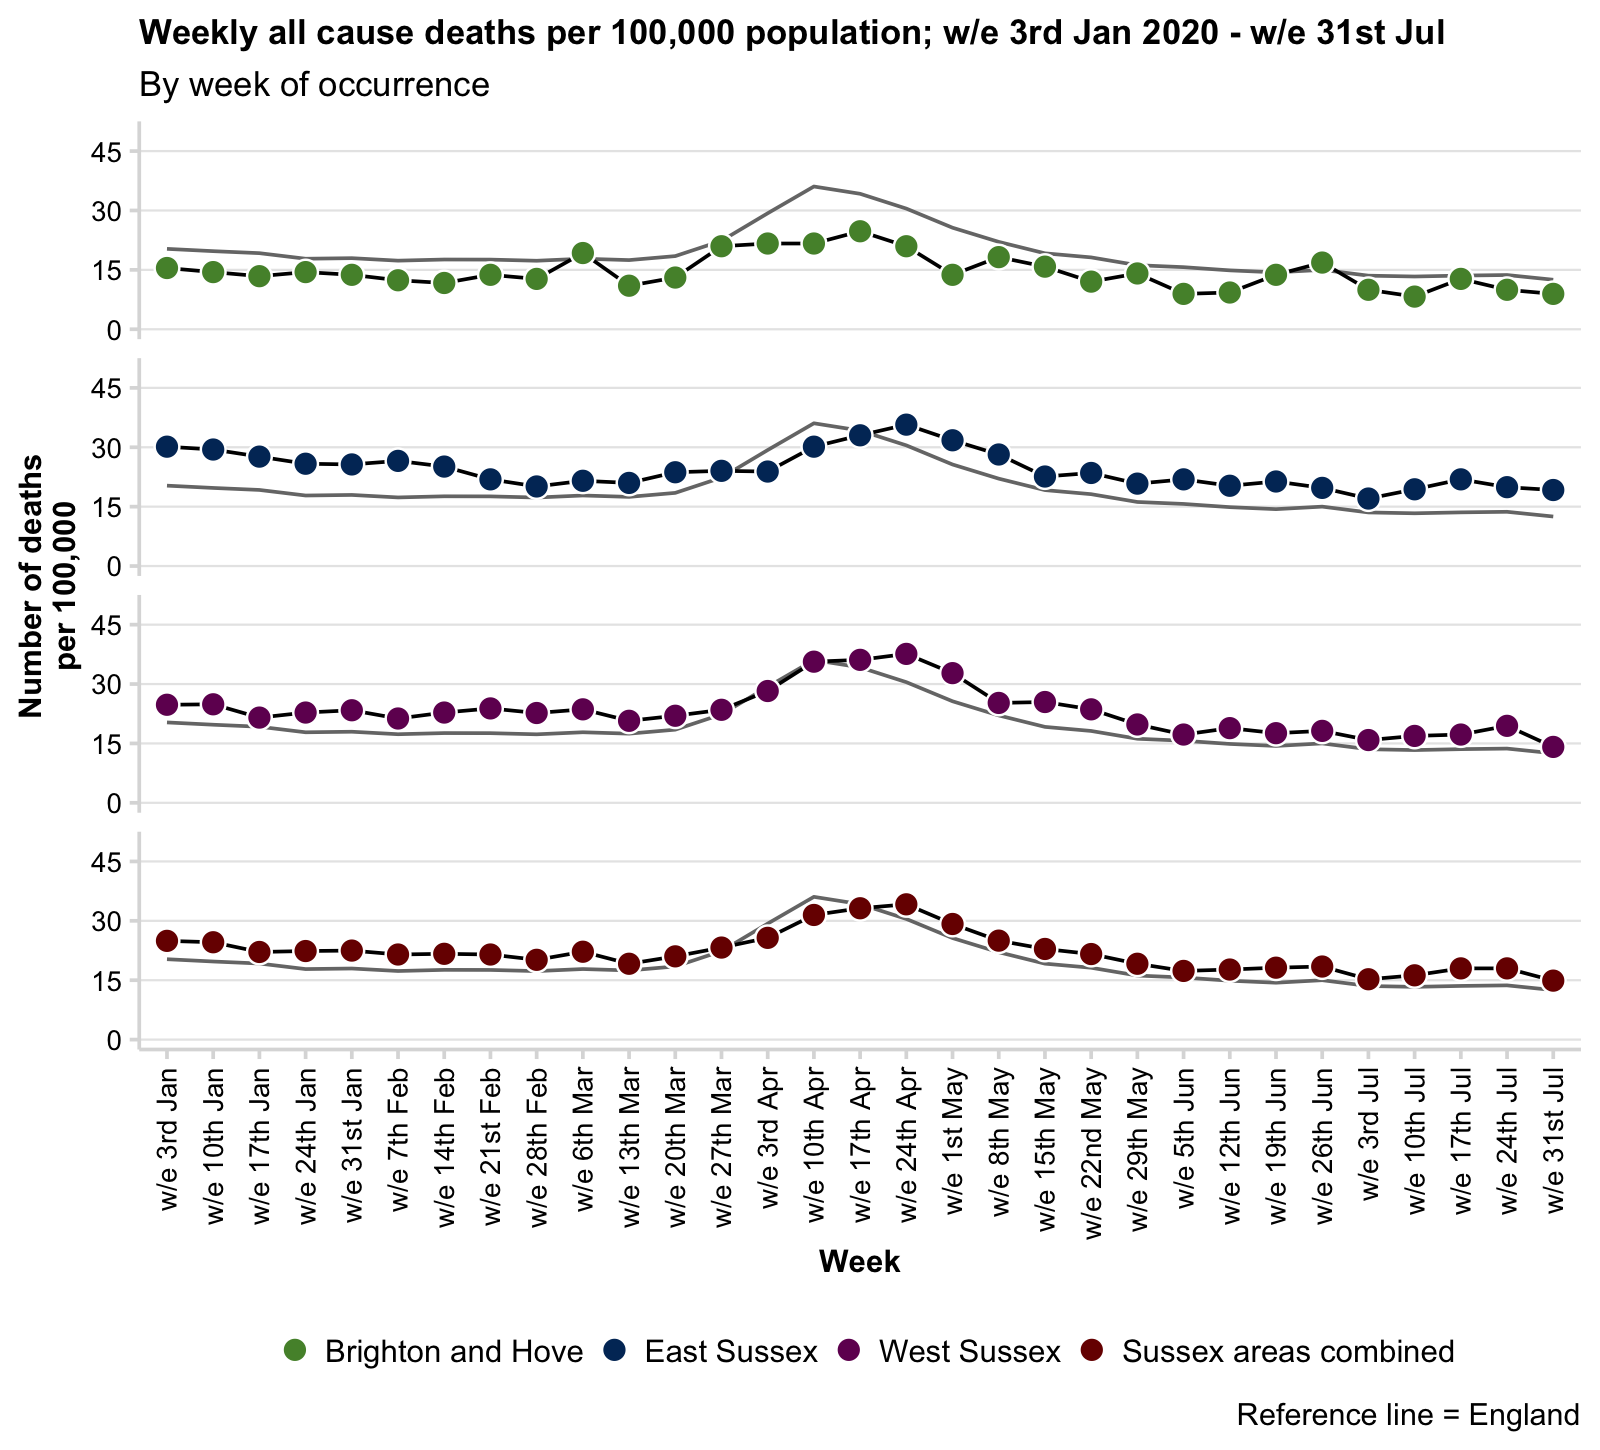 Weekly all cause deaths per 100,000 population; w/e 3rd Jan 2020 - w/e 31st Jul
By week of occurrence
Number of deaths
per 100,000
45
30
15
0
45
30
15
0
45
30
15
0
45
30
15
0
w/e 3rd Jan
w/e 10th Jan
w/e 17th Jan
w/e 24th Jan
w/e 31st Jan
w/e 7th Feb
w/e 14th Feb
w/e 21st Feb
w/e 28th Feb
w/e 6th Mar
w/e 13th Mar
w/e 20th Mar
w/e 27th Mar
w/e 3rd Apr
w/e 10th Apr
w/e 17th Apr
w/e 24th Apr
w/e 1st May
w/e 8th May
w/e 15th May
w/e 22nd May
w/e 29th May
w/e 5th Jun
w/e 12th Jun
w/e 19th Jun
w/e 26th Jun
w/e 3rd Jul
w/e 10th Jul
w/e 17th Jul
w/e 24th Jul
w/e 31st Jul
Week
Brighton and Hove East Sussex West Sussex Sussex areas combined
Reference line = England